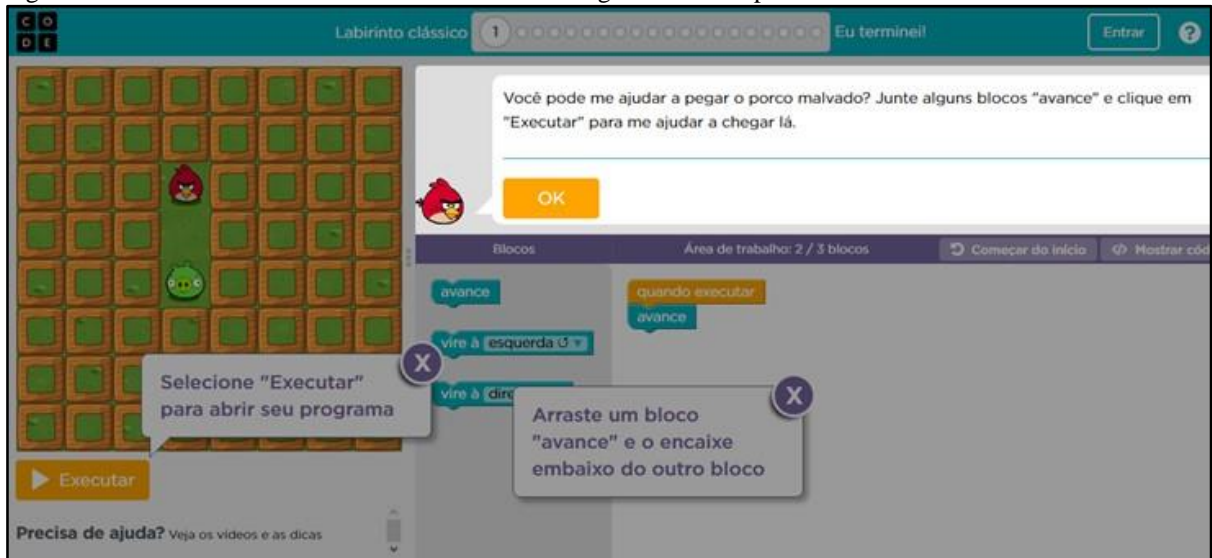 C O
D E
Labirinto clássico 1 Eu terminei!
Entrar
?
Você pode me ajudar a pegar o porco malvado? Junte alguns blocos "avance" e clique em
"Executar" para me ajudar a chegar lá.
OK
Blocos
Área de trabalho: 2 / 3 blocos
Começar do início
Mostrar cód
avance
vire à esquerda ↺ ▾
vire à dire
quando executar
avance
Selecione "Executar"
para abrir seu programa
X
Arraste um bloco
"avance" e o encaixe
embaixo do outro bloco
X
Executar
Precisa de ajuda? Veja os vídeos e as dicas